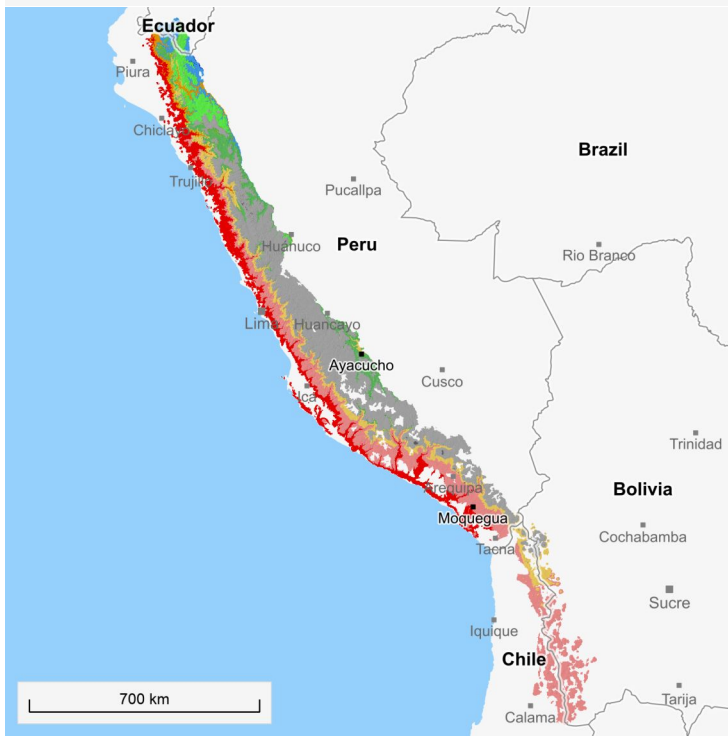 Ecuador
Piura
Chiclayo
Brazil
Trujillo
Pucallpa
Huánuco
Peru
Rio Branco
Lima
Huancayo
Ayacucho
Cusco
Ica
Trinidad
Arequipa
Bolivia
Moquegua
Tacna
Cochabamba
Sucre
Iquique
Chile
700 km
Calama
Tarija